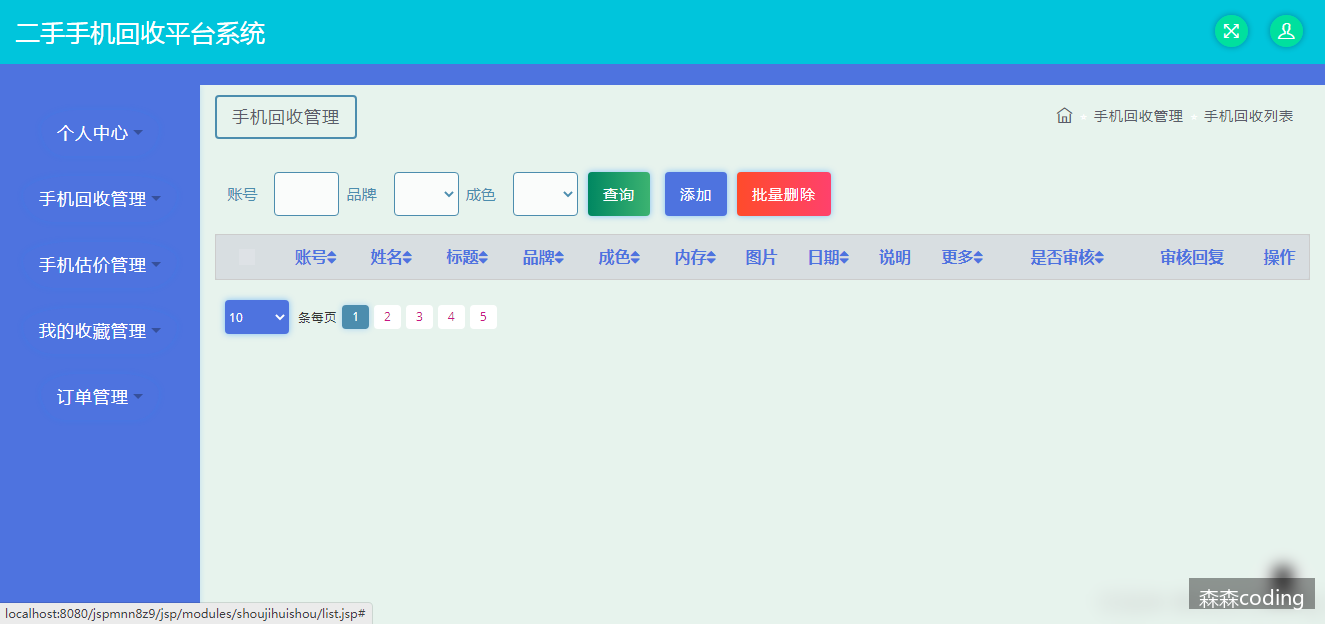 二手手机回收平台系统
个人中心
手机回收管理
手机估价管理
我的收藏管理
订单管理
手机回收管理
手机回收管理 手机回收列表
账号 品牌 成色 查询 添加 批量删除
账号 姓名 标题 品牌 成色 内存 图片 日期 说明 更多 是否审核 审核回复 操作
10 条每页 1 2 3 4 5
localhost:8080/jspmnn8z9/jsp/modules/shoujihuishou/list.jsp#
森森coding